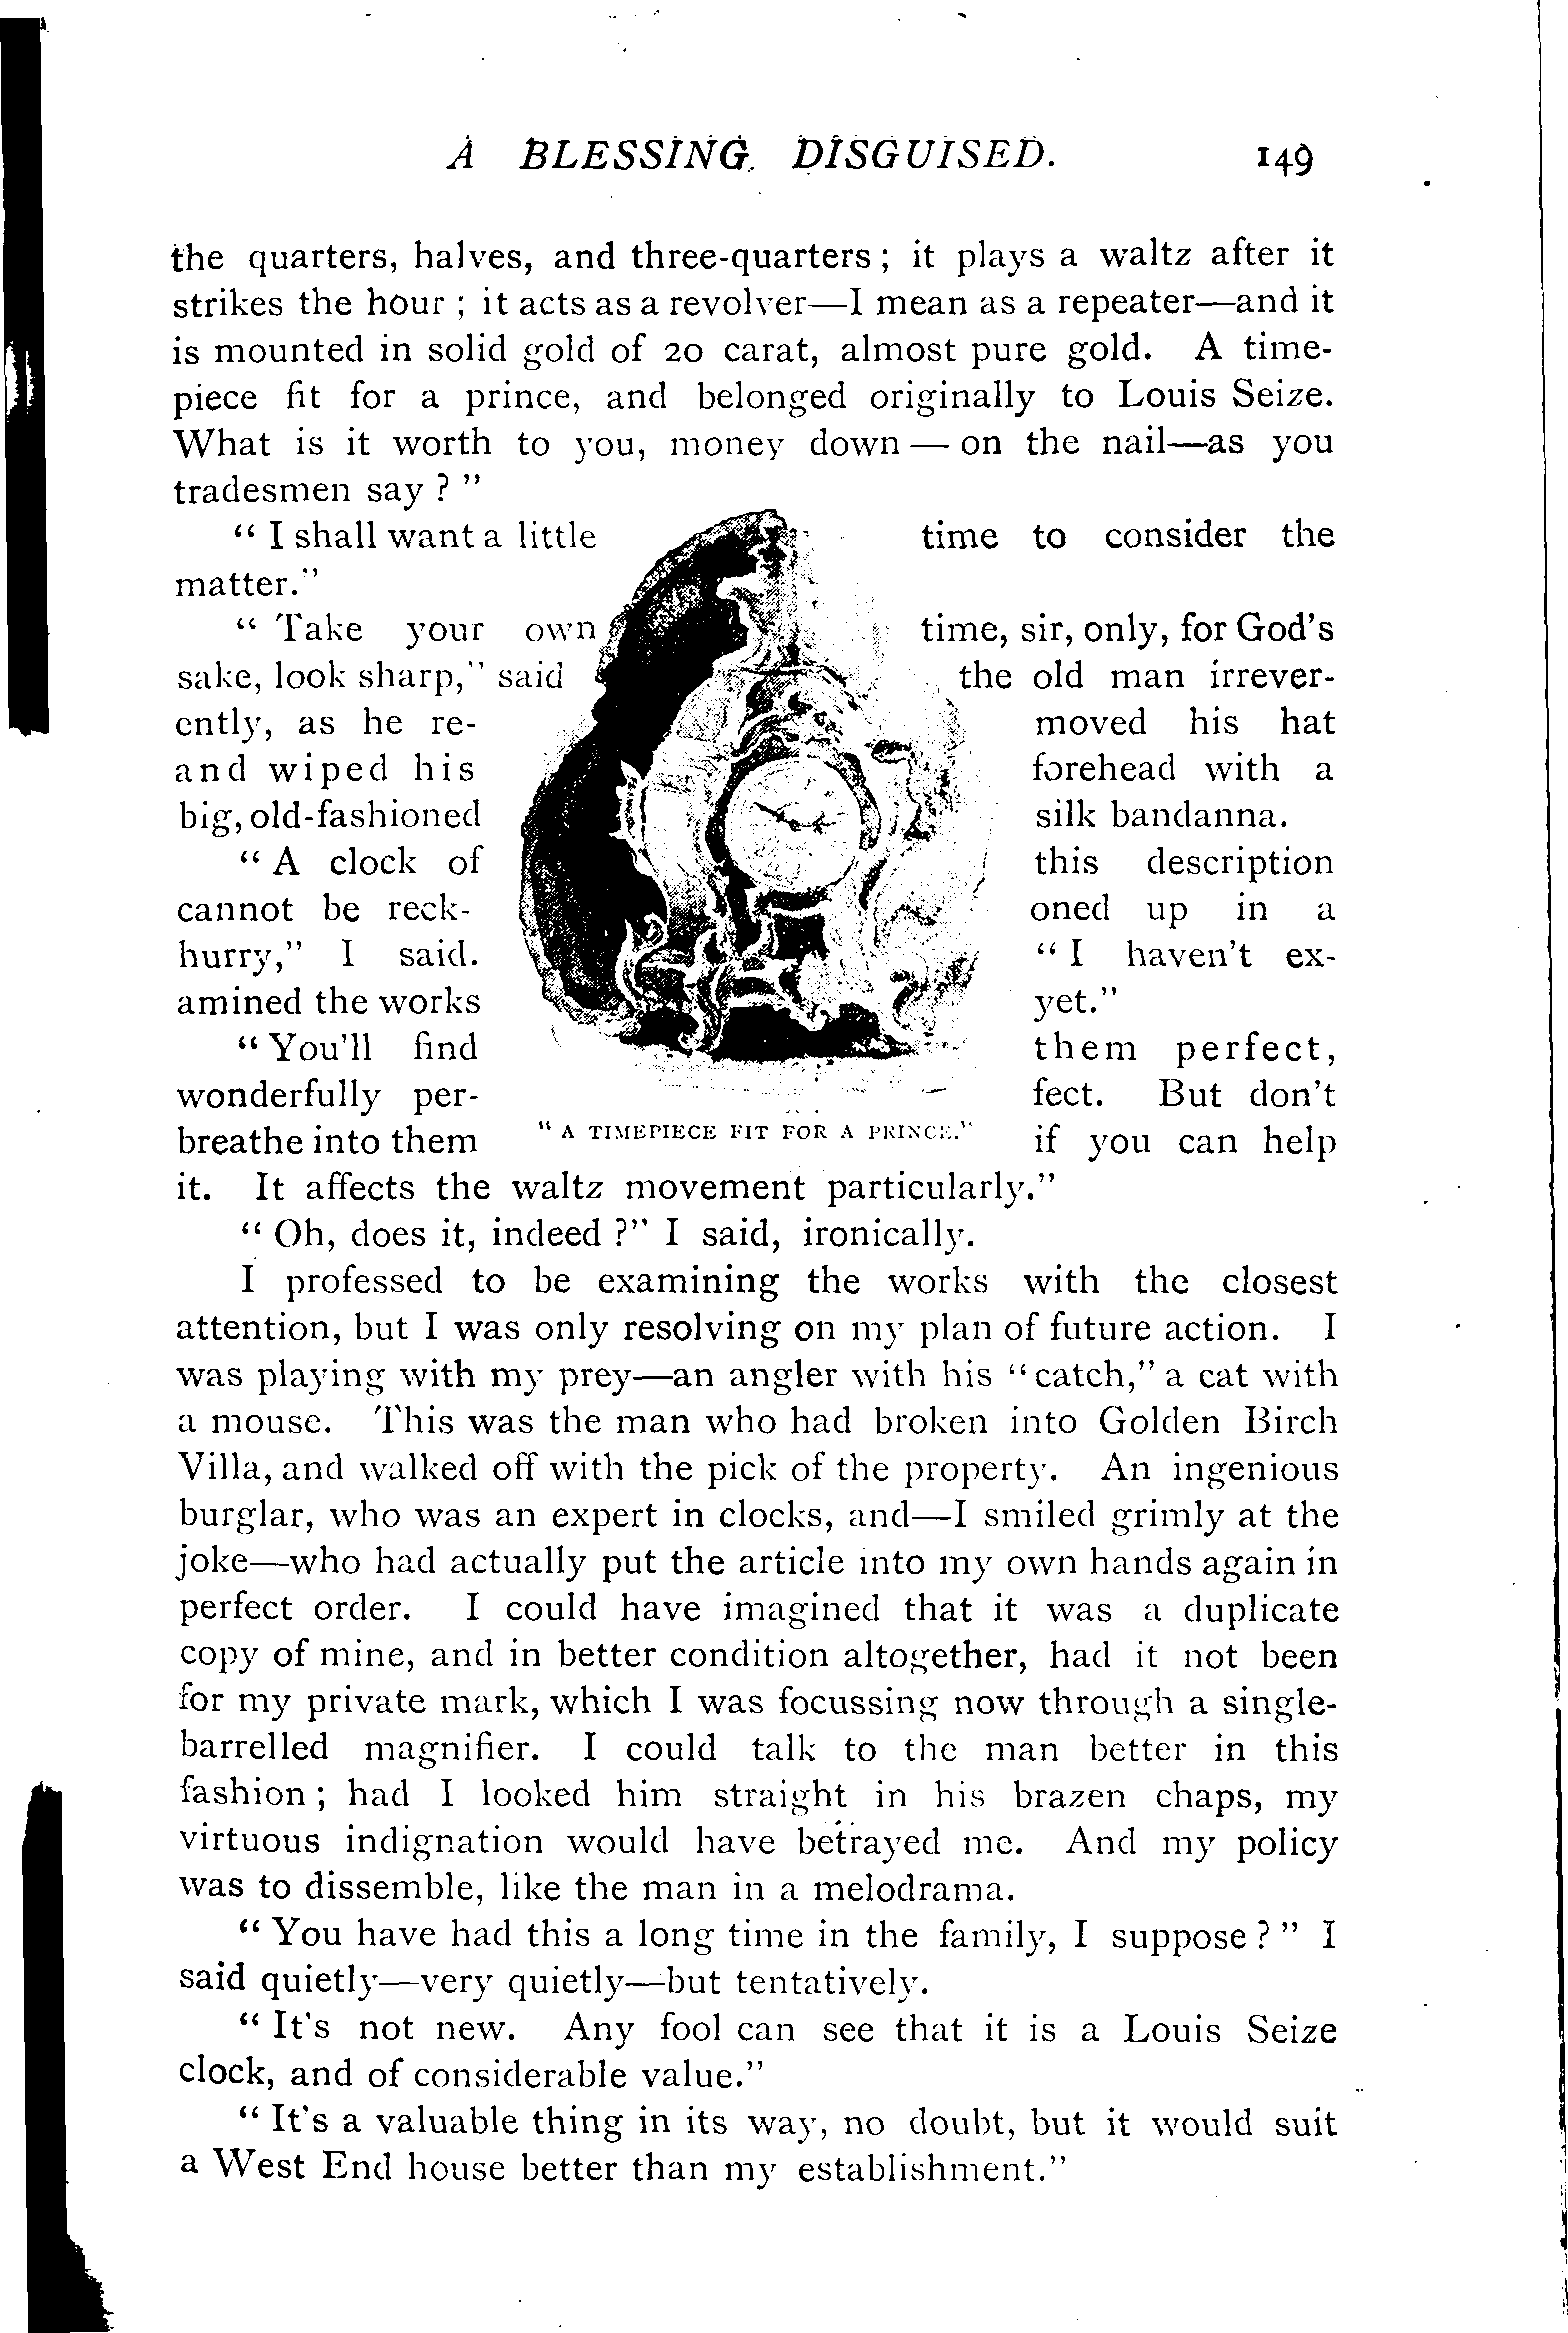 A BLESSING DISGUISED. 149
the quarters, halves, and three-quarters; it plays a waltz after it
strikes the hour; it acts as a revolver—I mean as a repeater—and it
is mounted in solid gold of 20 carat, almost pure gold. A time-
piece fit for a prince, and belonged originally to Louis Seize.
What is it worth to you, money down — on the nail—as you
tradesmen say?"
"I shall want a little time to consider the
matter."
"Take your own time, sir, only, for God's
sake, look sharp," said the old man irrever-
ently, as he re- moved his hat
and wiped his forehead with a
big, old-fashioned silk bandanna.
"A clock of this description
cannot be reck- oned up in a
hurry," I said. "I haven't ex-
amined the works yet."
"You'll find them perfect,
wonderfully per- fect. But don't
breathe into them if you can help
"A TIMEPIECE FIT FOR A PRINCE."
it. It affects the waltz movement particularly."
"Oh, does it, indeed?" I said, ironically.
I professed to be examining the works with the closest
attention, but I was only resolving on my plan of future action. I
was playing with my prey—an angler with his "catch," a cat with
a mouse. This was the man who had broken into Golden Birch
Villa, and walked off with the pick of the property. An ingenious
burglar, who was an expert in clocks, and—I smiled grimly at the
joke—who had actually put the article into my own hands again in
perfect order. I could have imagined that it was a duplicate
copy of mine, and in better condition altogether, had it not been
for my private mark, which I was focussing now through a single-
barrelled magnifier. I could talk to the man better in this
fashion; had I looked him straight in his brazen chaps, my
virtuous indignation would have betrayed me. And my policy
was to dissemble, like the man in a melodrama.
"You have had this a long time in the family, I suppose?" I
said quietly—very quietly—but tentatively.
"It's not new. Any fool can see that it is a Louis Seize
clock, and of considerable value."
"It's a valuable thing in its way, no doubt, but it would suit
a West End house better than my establishment."